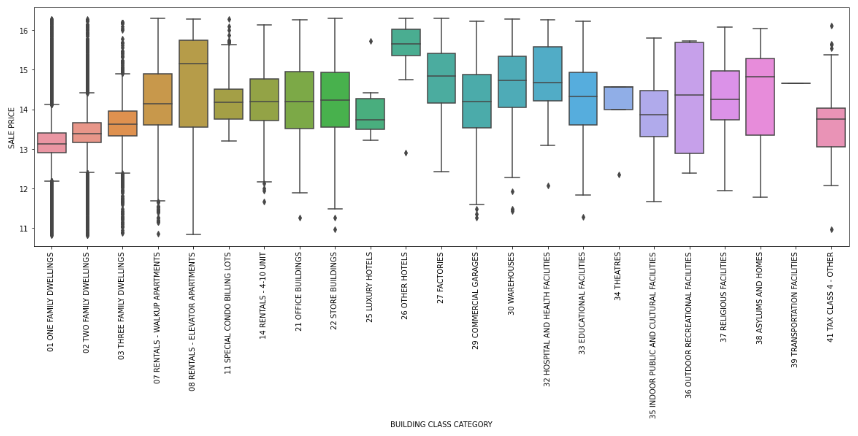 16
15
14
13
12
11
SALE PRICE
01 ONE FAMILY DWELLINGS
02 TWO FAMILY DWELLINGS
03 THREE FAMILY DWELLINGS
07 RENTALS - WALKUP APARTMENTS
08 RENTALS - ELEVATOR APARTMENTS
11 SPECIAL CONDO BILLING LOTS
14 RENTALS - 4-10 UNIT
21 OFFICE BUILDINGS
22 STORE BUILDINGS
25 LUXURY HOTELS
26 OTHER HOTELS
27 FACTORIES
29 COMMERCIAL GARAGES
30 WAREHOUSES
32 HOSPITAL AND HEALTH FACILITIES
33 EDUCATIONAL FACILITIES
34 THEATRES
35 INDOOR PUBLIC AND CULTURAL FACILITIES
36 OUTDOOR RECREATIONAL FACILITIES
37 RELIGIOUS FACILITIES
38 ASYLUMS AND HOMES
39 TRANSPORTATION FACILITIES
41 TAX CLASS 4 - OTHER
BUILDING CLASS CATEGORY